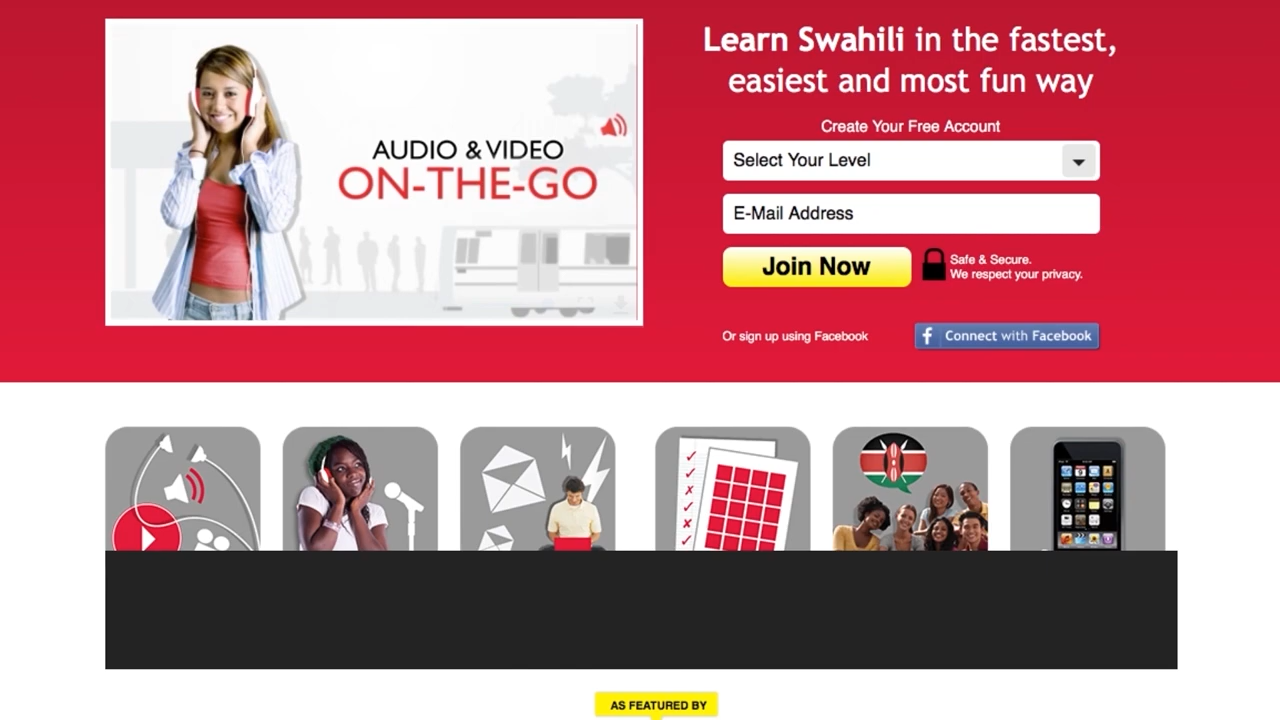 AUDIO & VIDEO
ON-THE-GO
Learn Swahili in the fastest,
easiest and most fun way
Create Your Free Account
Select Your Level
E-Mail Address
Join Now
Safe & Secure.
We respect your privacy.
Or sign up using Facebook
f Connect with Facebook
AS FEATURED BY